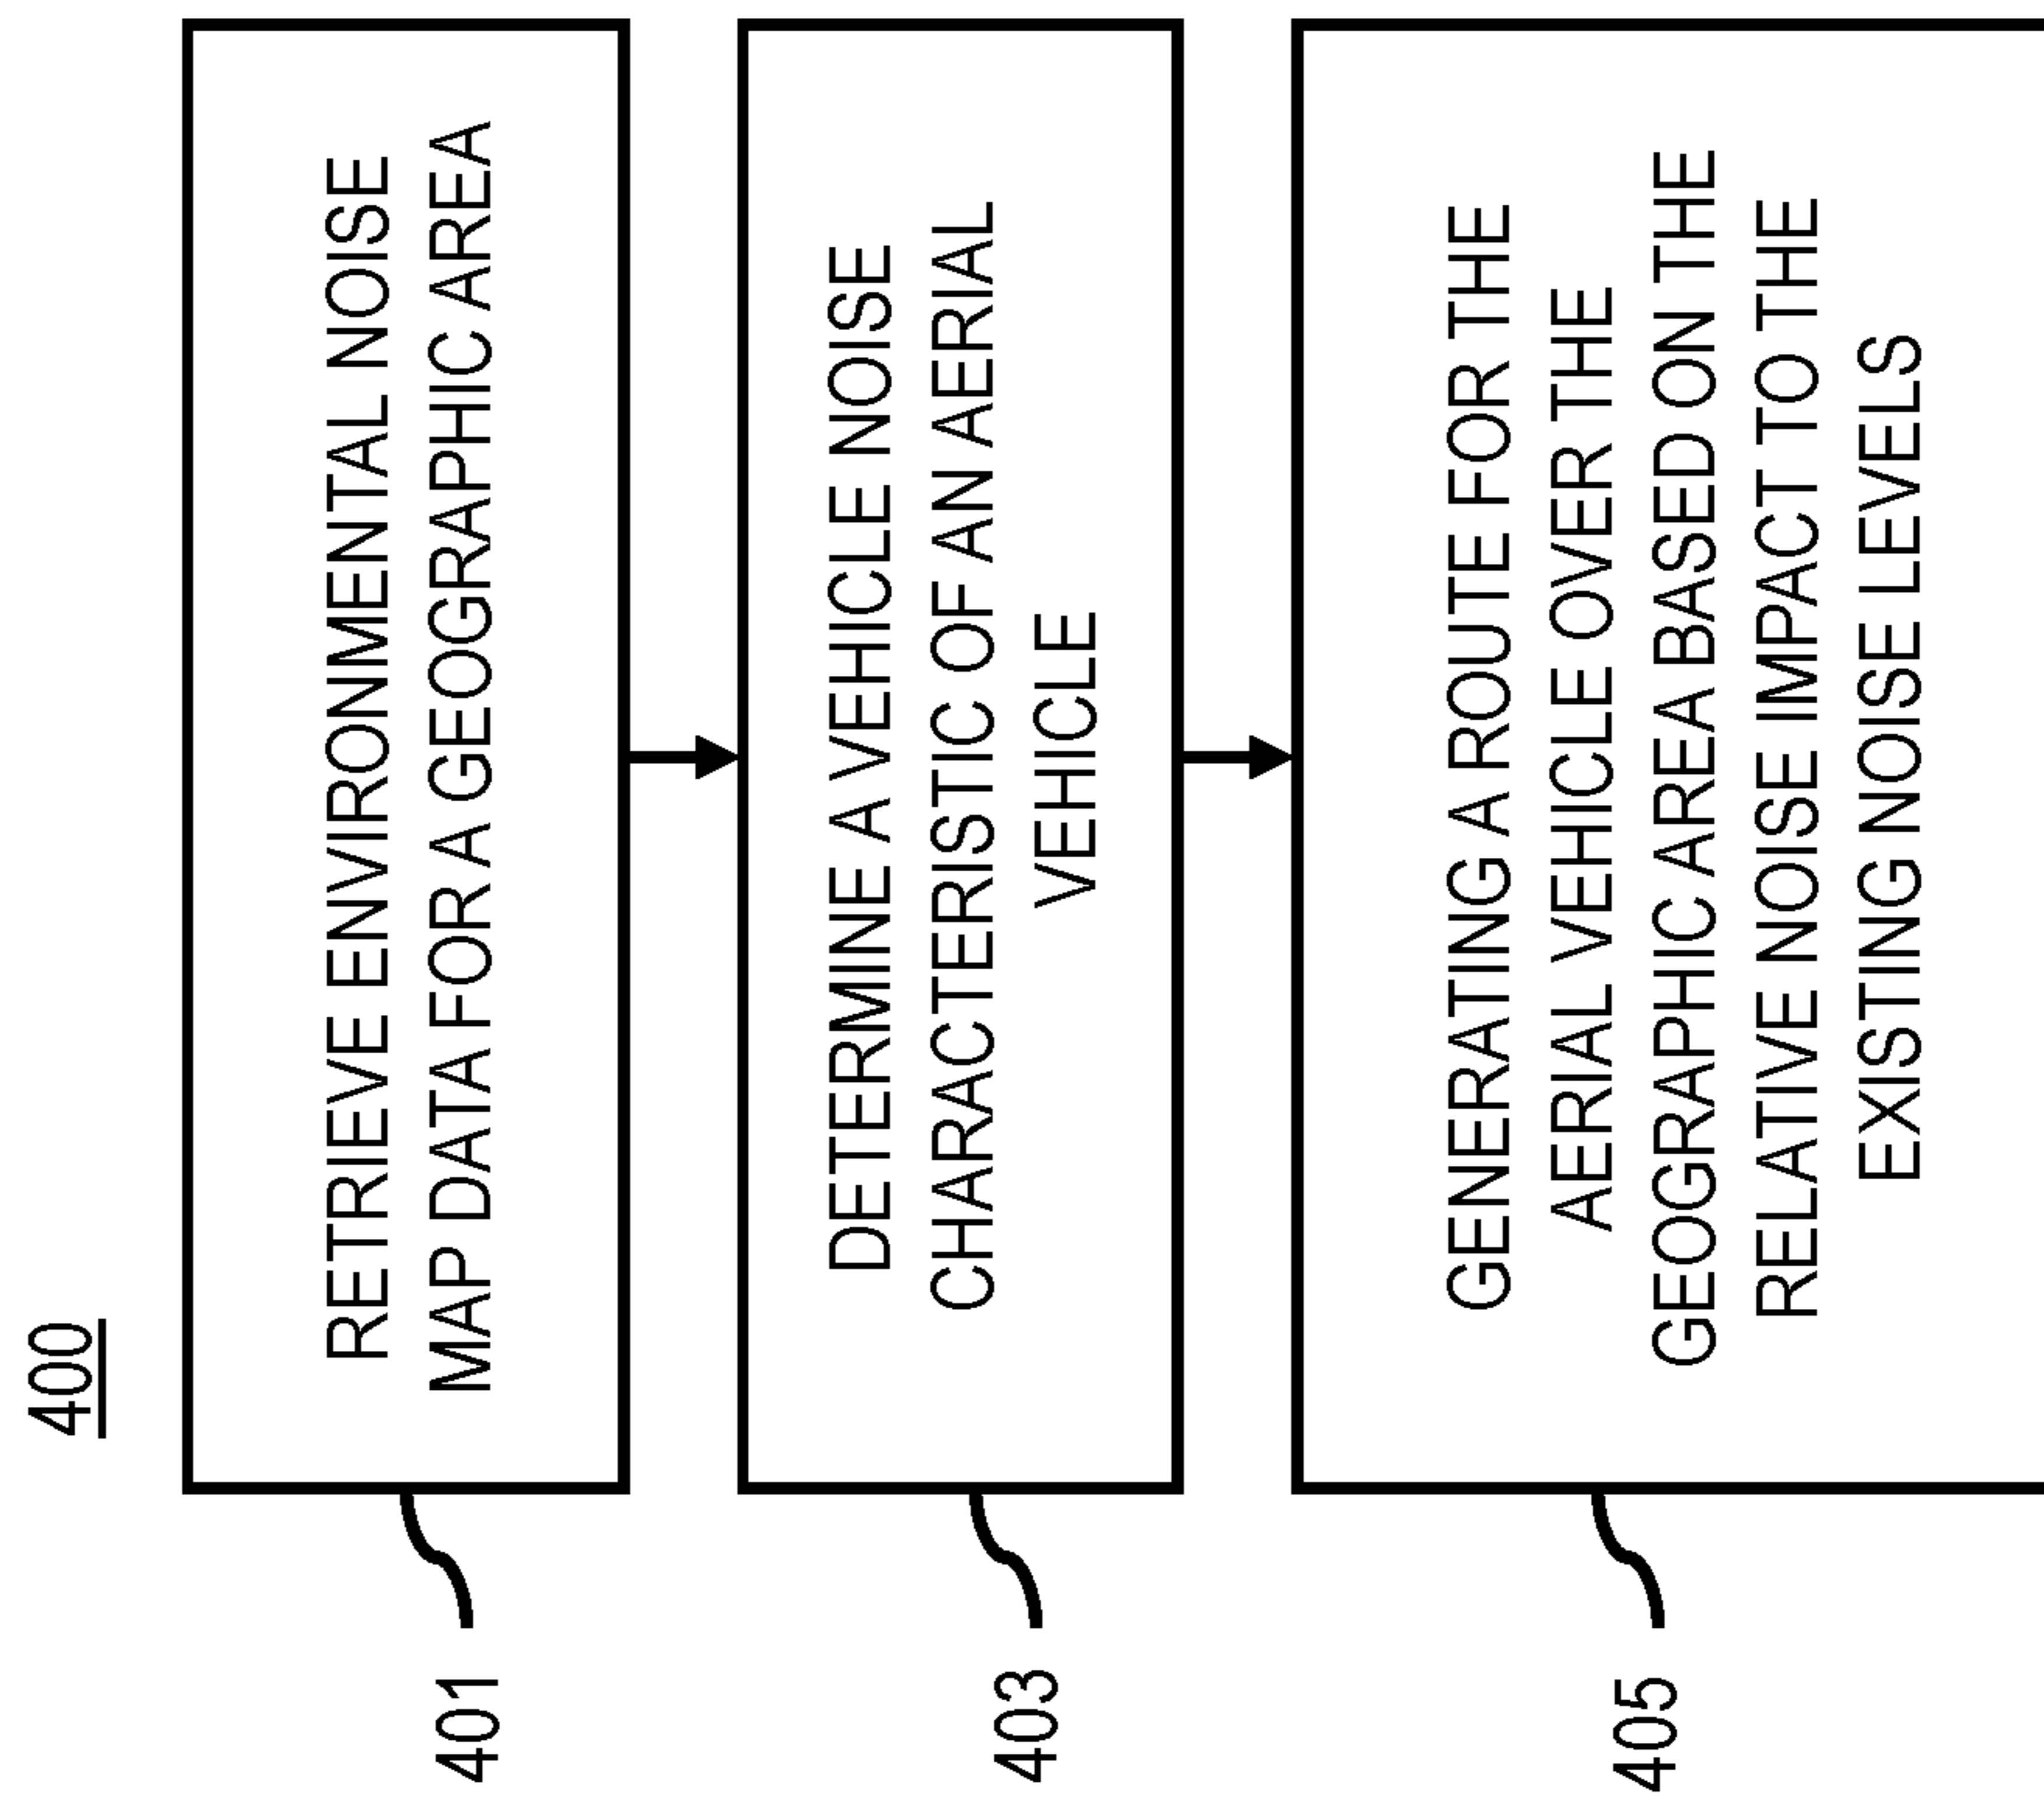 400
401
RETRIEVE ENVIRONMENTAL NOISE
MAP DATA FOR A GEOGRAPHIC AREA
403
DETERMINE A VEHICLE NOISE
CHARACTERISTIC OF AN AERIAL
VEHICLE
405
GENERATING A ROUTE FOR THE
AERIAL VEHICLE OVER THE
GEOGRAPHIC AREA BASED ON THE
RELATIVE NOISE IMPACT TO THE
EXISTING NOISE LEVELS